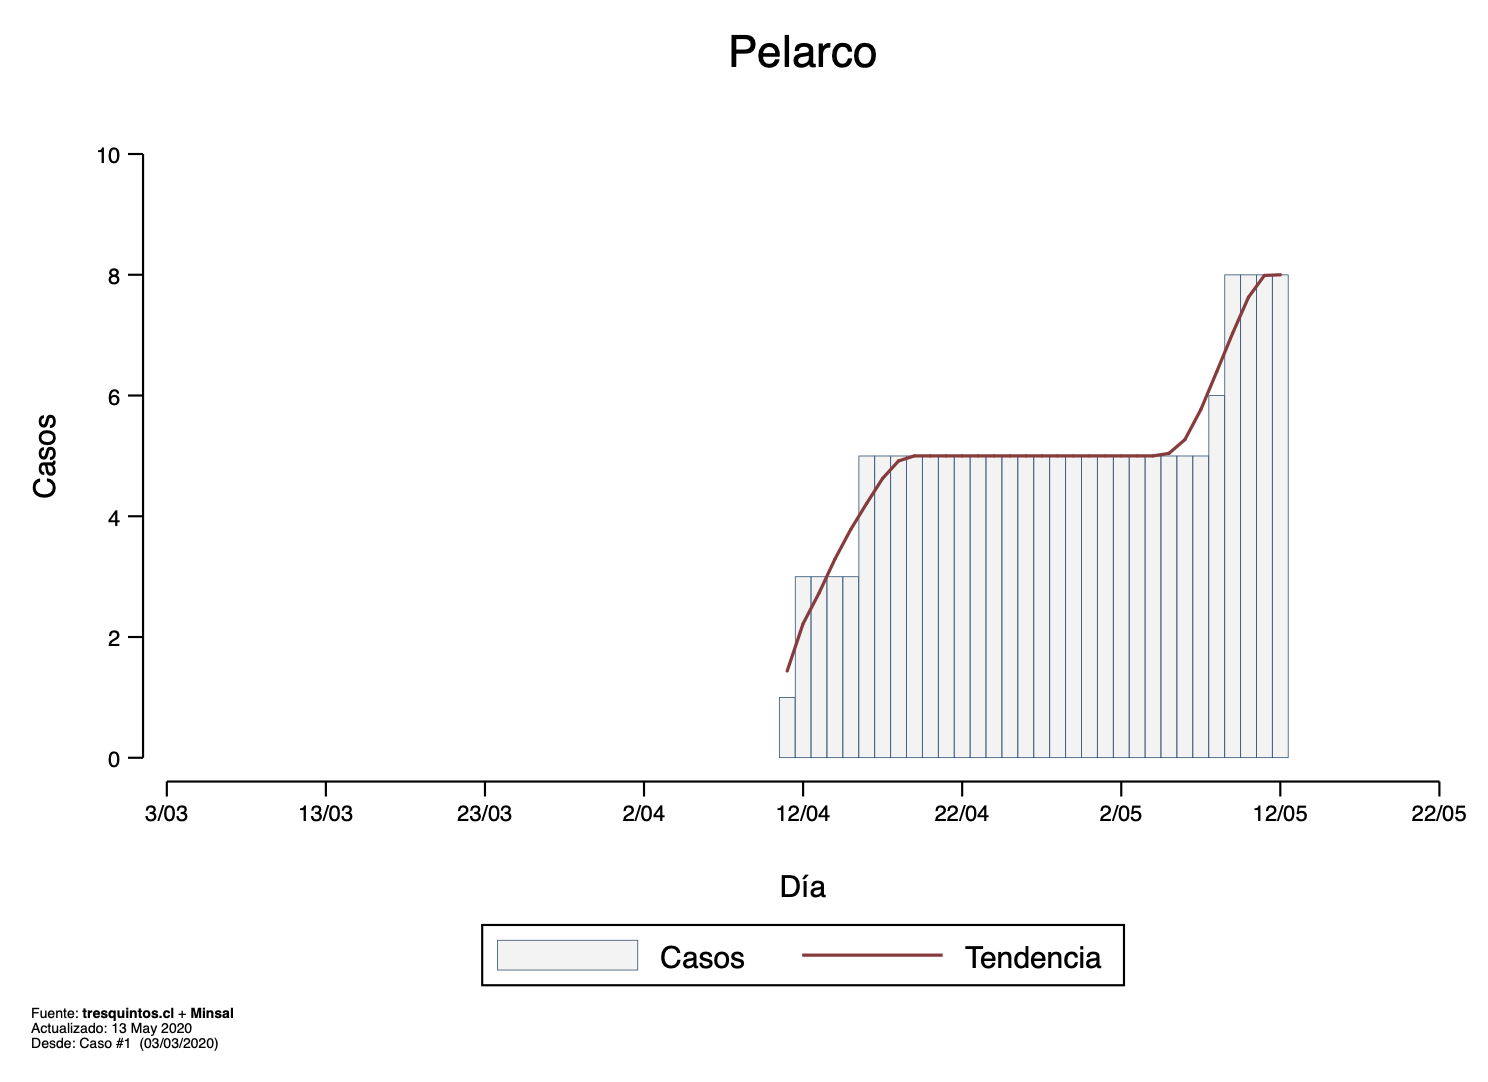 Pelarco
10
8
6
4
2
0
Casos
3/03 13/03 23/03 2/04 12/04 22/04 2/05 12/05 22/05
Día
Casos Tendencia
Fuente: tresquintos.cl + Minsal
Actualizado: 13 May 2020
Desde: Caso #1 (03/03/2020)